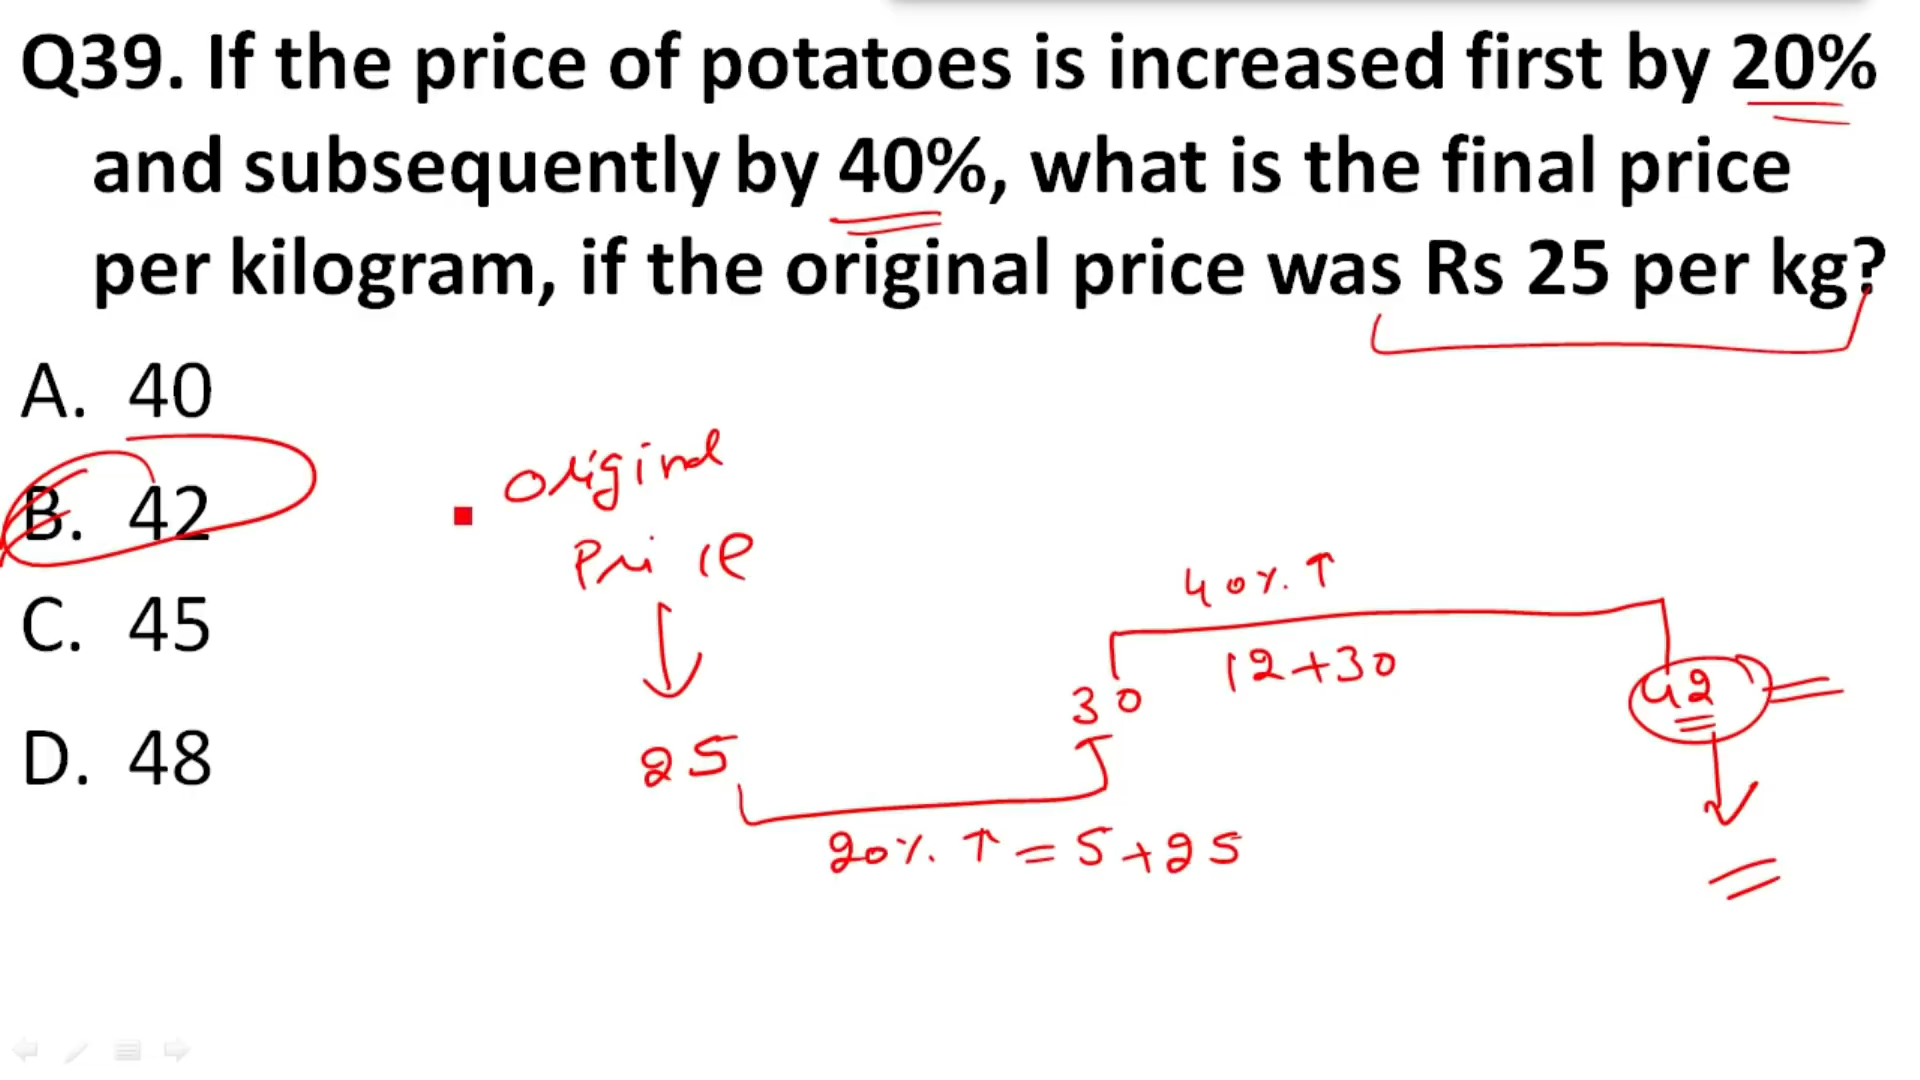 Q39. If the price of potatoes is increased first by 20%
and subsequently by 40%, what is the final price
per kilogram, if the original price was Rs 25 per kg?
A. 40
B. 42
C. 45
D. 48
Original
Price
25
20%. ↑ = 5+25
30
40%. ↑
12+30
42